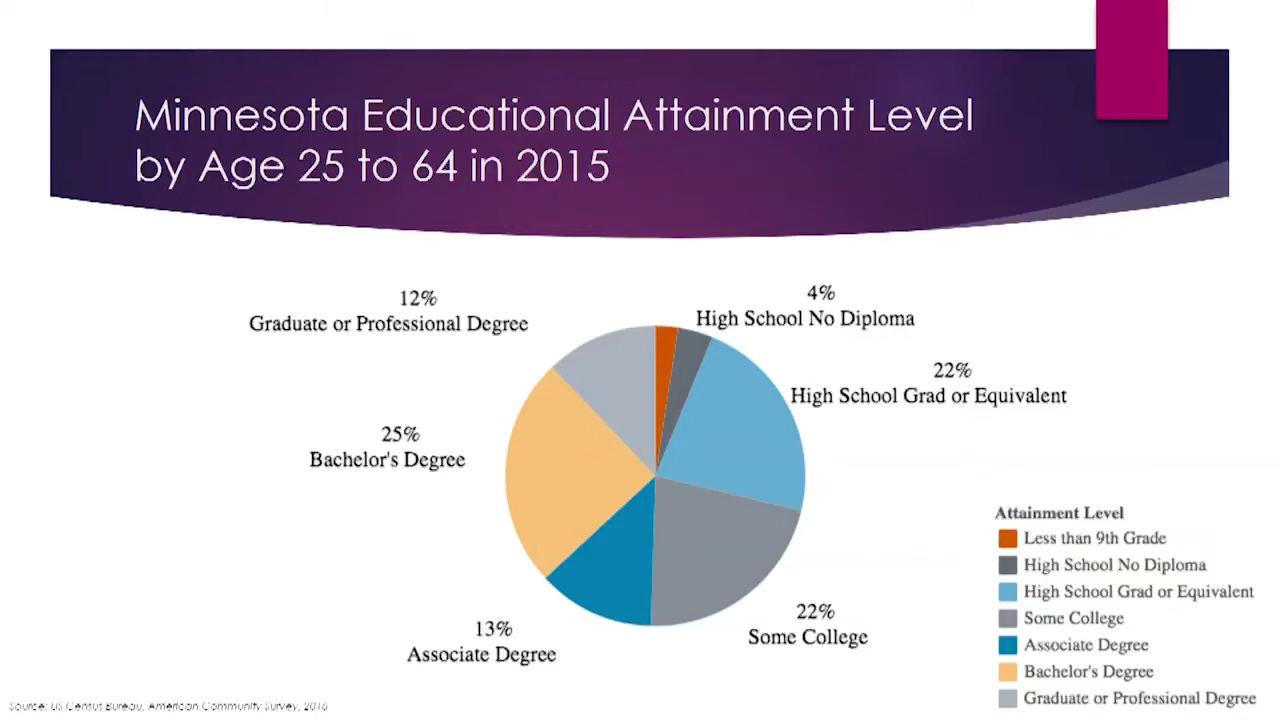 Minnesota Educational Attainment Level
by Age 25 to 64 in 2015
12%
Graduate or Professional Degree
4%
High School No Diploma
22%
High School Grad or Equivalent
25%
Bachelor's Degree
22%
Some College
13%
Associate Degree
Attainment Level
Less than 9th Grade
High School No Diploma
High School Grad or Equivalent
Some College
Associate Degree
Bachelor's Degree
Graduate or Professional Degree
Source: US Census Bureau, American Community Survey, 2016